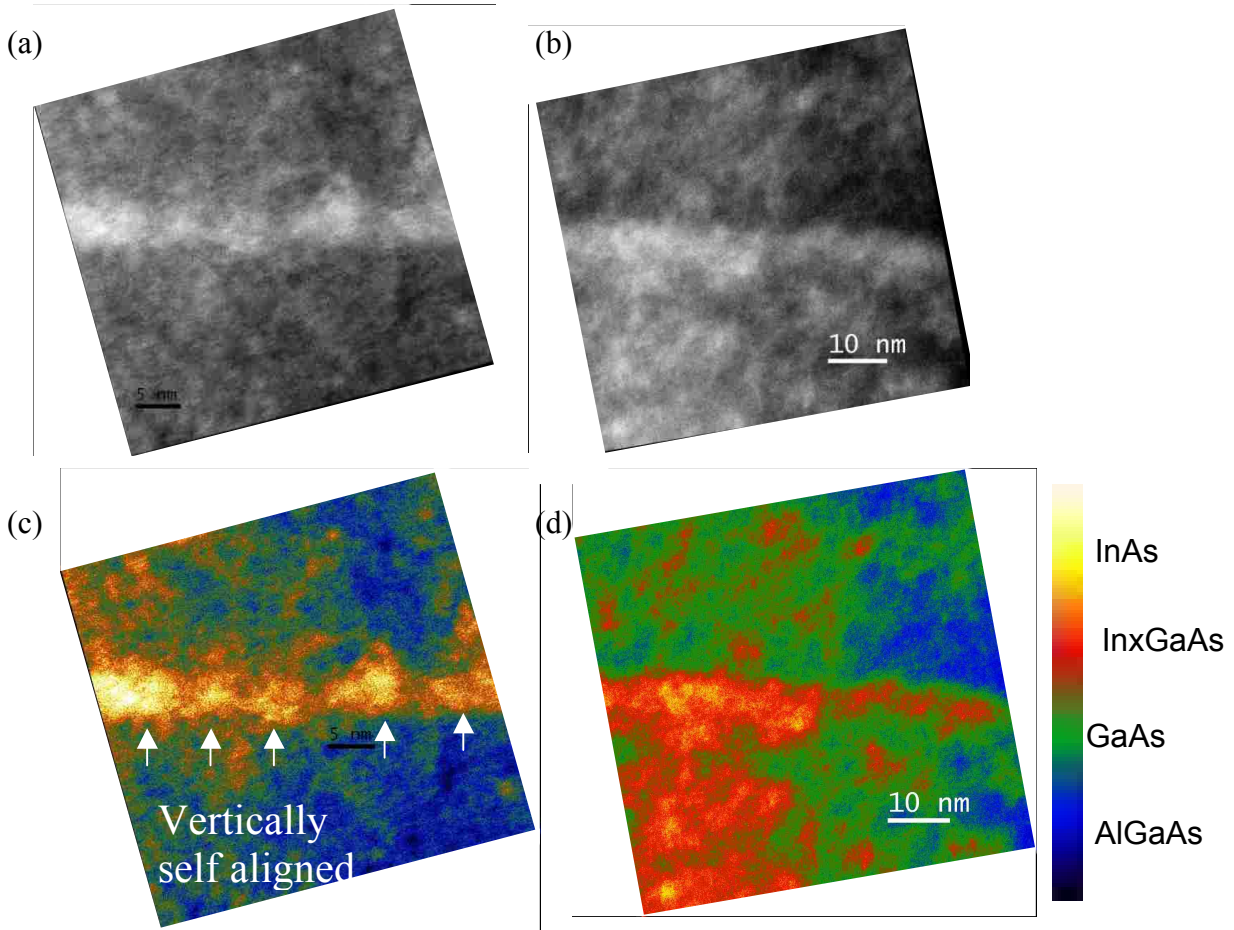 (a)
(b)
5 nm
10 nm
(c)
(d)
5 nm
Vertically
self aligned
10 nm
InAs
InxGaAs
GaAs
AlGaAs